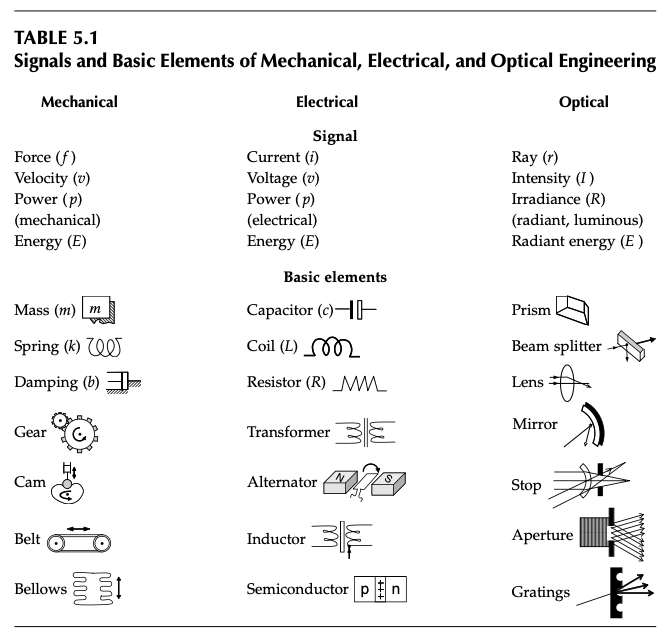 TABLE 5.1
Signals and Basic Elements of Mechanical, Electrical, and Optical Engineering
Mechanical Electrical Optical
Signal
Force (f) Current (i) Ray (r)
Velocity (v) Voltage (v) Intensity (I)
Power (p) Power (p) Irradiance (R)
(mechanical) (electrical) (radiant, luminous)
Energy (E) Energy (E) Radiant energy (E)
Basic elements
Mass (m) m Capacitor (c) Prism
Spring (k) Coil (L) Beam splitter
Damping (b) Resistor (R) Lens
Gear Transformer Mirror
Cam Alternator N S Stop
Belt Inductor Aperture
Bellows Semiconductor p n Gratings